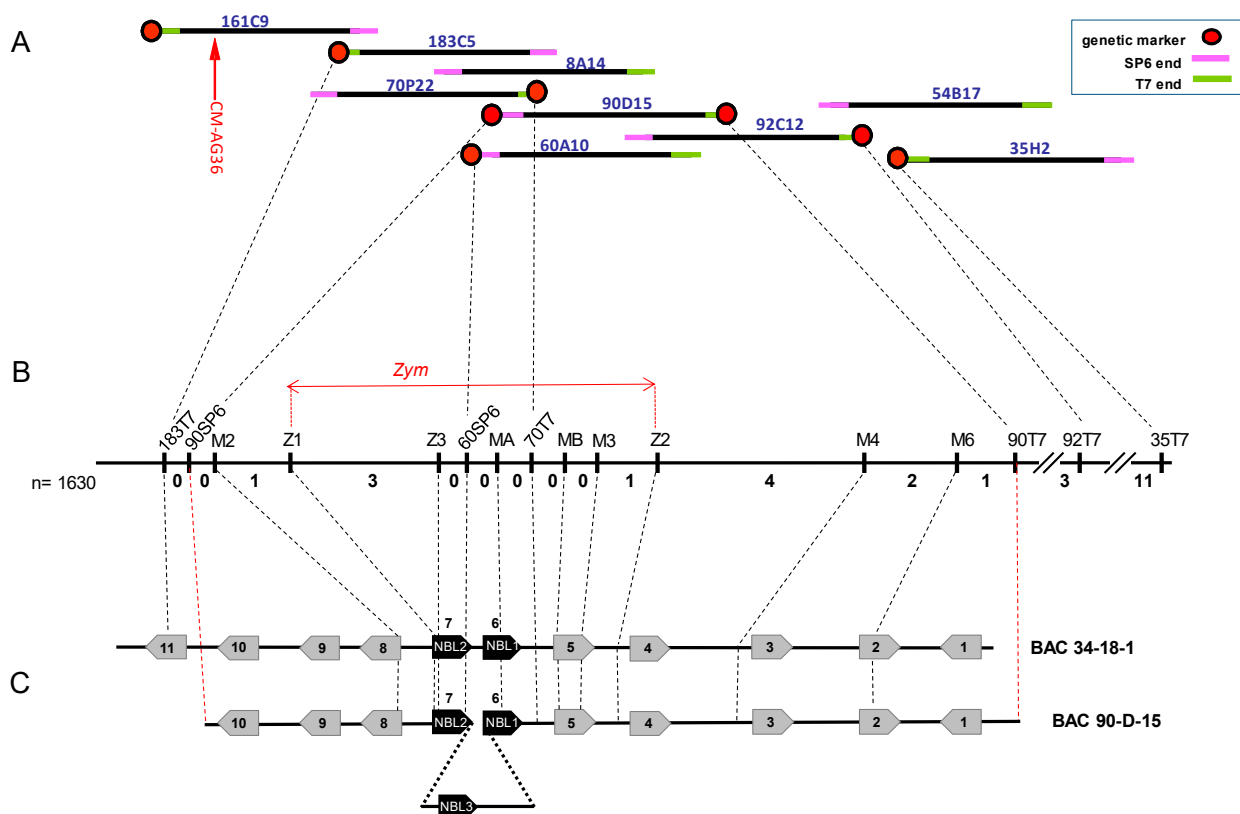 A
161C9
183C5
8A14
70P22
90D15
54B17
92C12
60A10
35H2
CM-AG36
genetic marker
SP6 end
T7 end
B
Zym
183T7 90SP6 M2 Z1 Z3 60SP6 MA 70T7 MB M3 Z2 M4 M6 90T7 92T7 35T7
n= 1630 0 0 1 3 0 0 0 0 0 1 4 2 1 3 11
7 6
11 10 9 8 NBL2 NBL1 5 4 3 2 1 BAC 34-18-1
C
7 6
10 9 8 NBL2 NBL1 5 4 3 2 1 BAC 90-D-15
NBL3